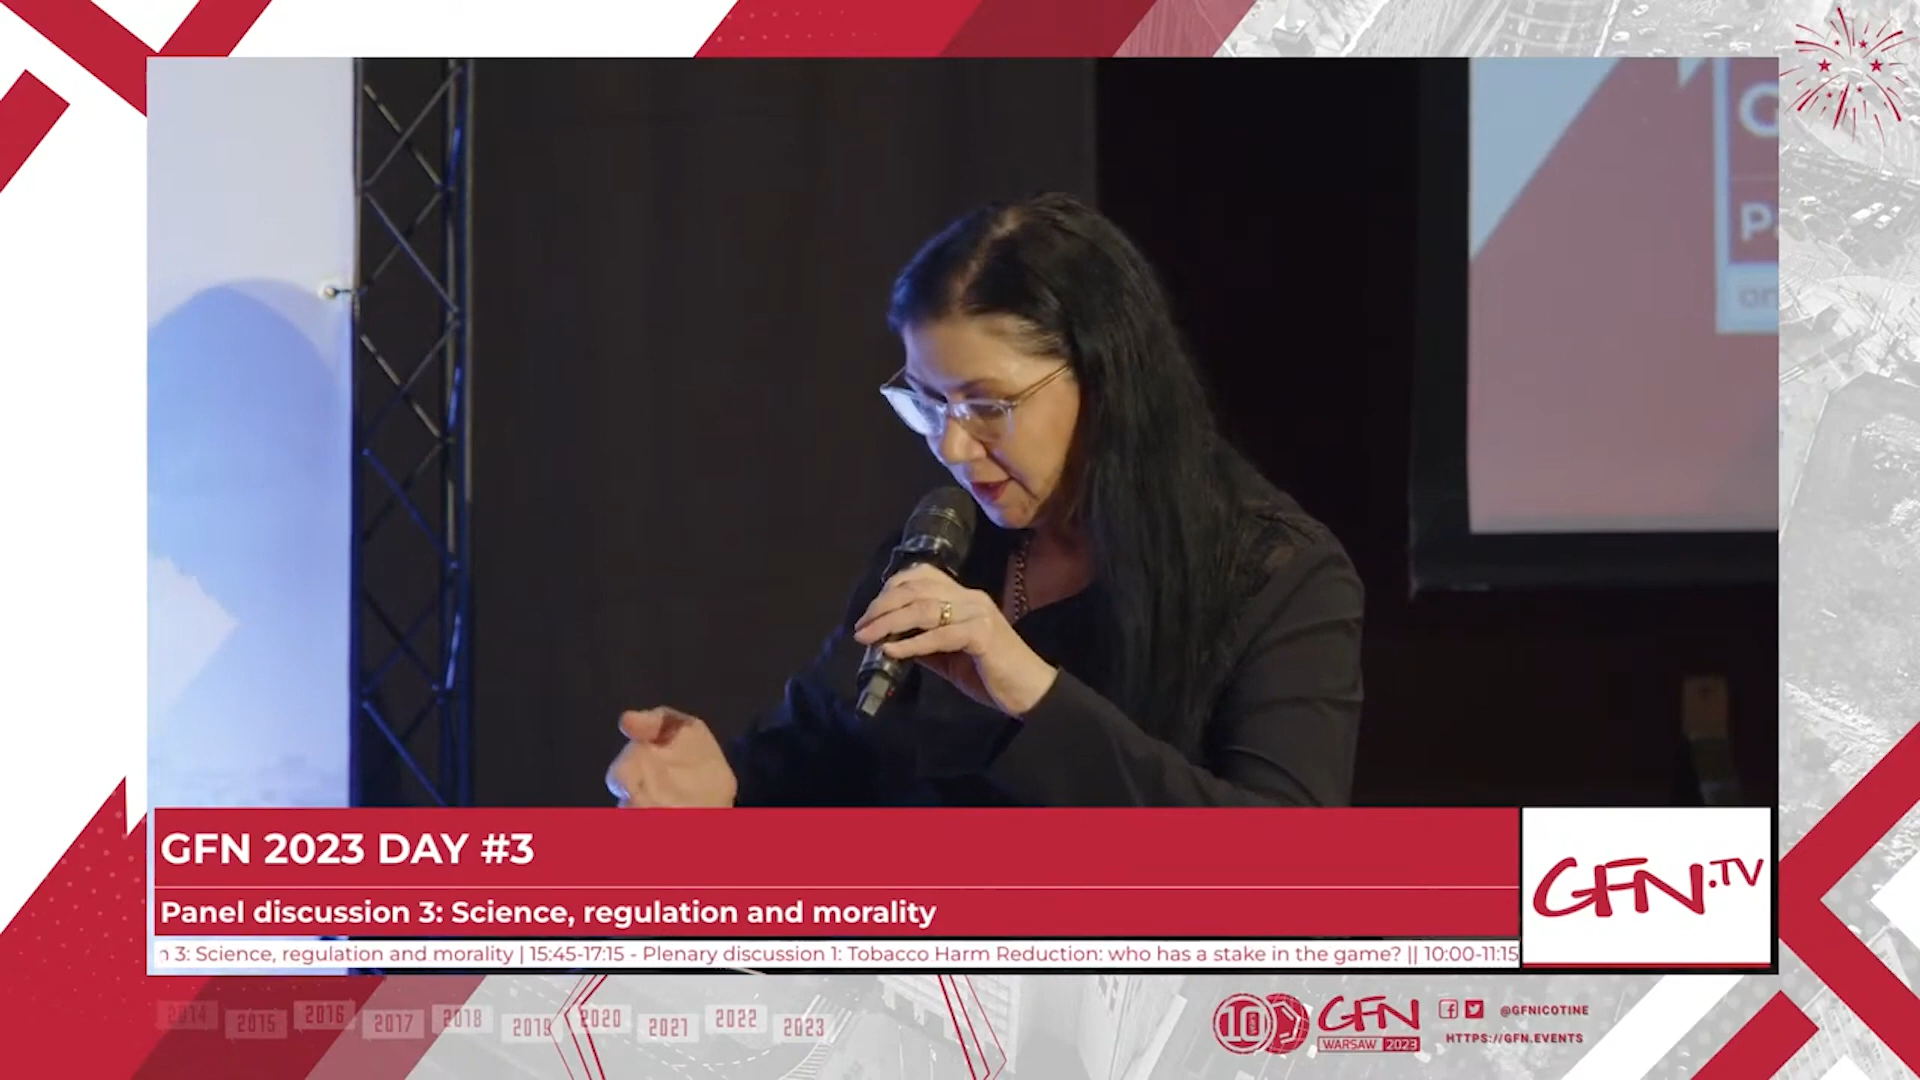 GFN 2023 DAY #3
Panel discussion 3: Science, regulation and morality
3: Science, regulation and morality | 15:45-17:15 - Plenary discussion 1: Tobacco Harm Reduction: who has a stake in the game? || 10:00-11:15
GFN.TV
2014 2015 2016 2017 2018 2019 2020 2021 2022 2023
10
GFN
WARSAW 2023
@GFNICOTINE
HTTPS://GFN.EVENTS